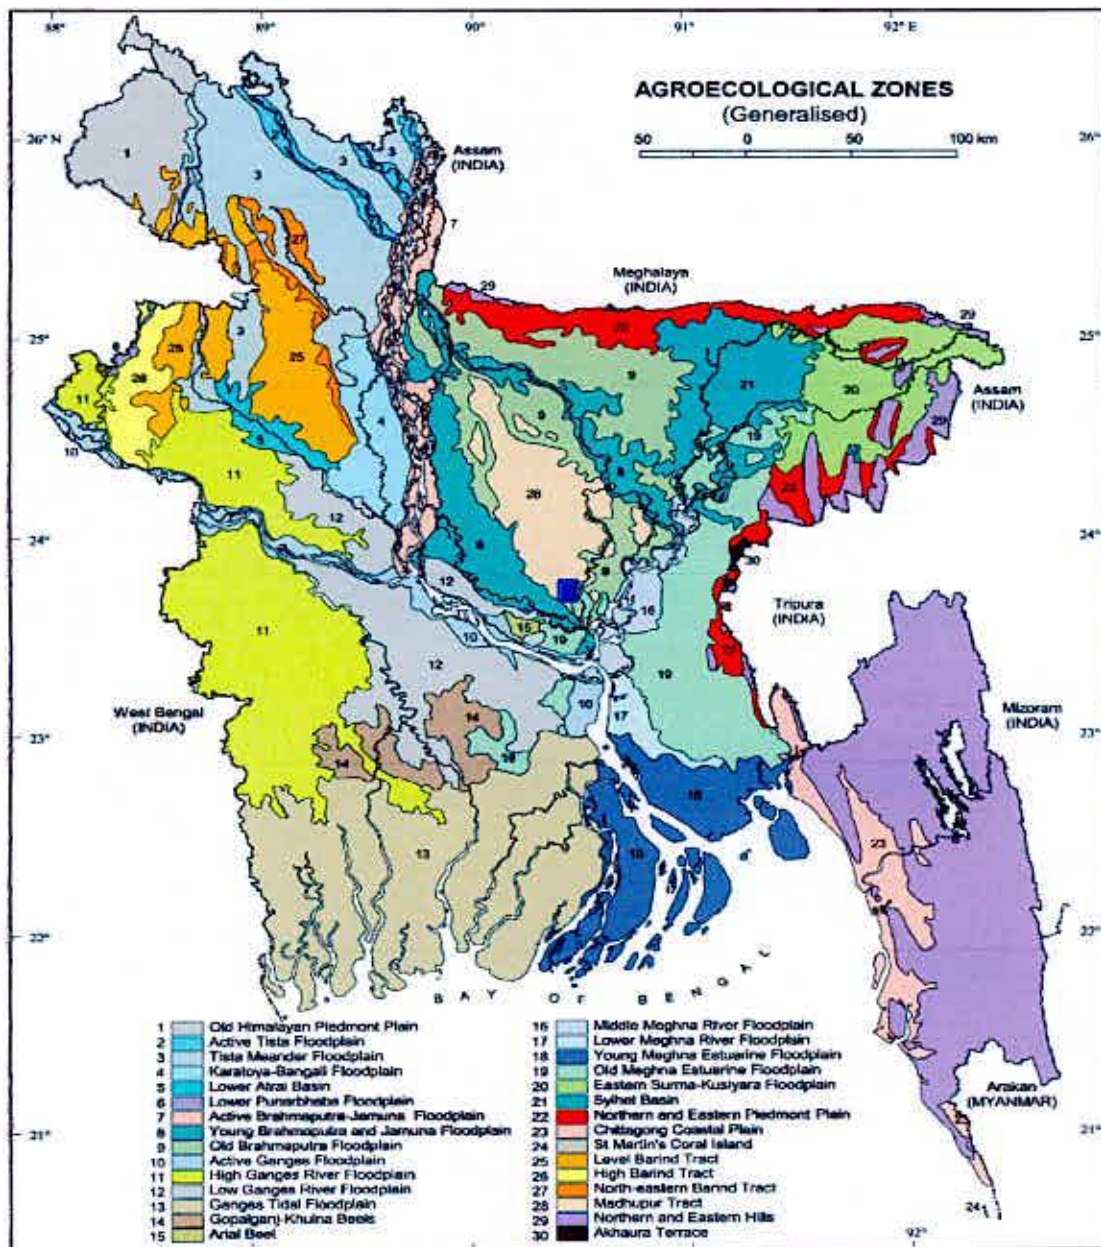 88° 89° 90° 91° 92° E
AGROECOLOGICAL ZONES
(Generalised)
50 0 50 100 km
26° N
26°
Assam
(INDIA)
Meghalaya
(INDIA)
25°
25°
Assam
(INDIA)
24°
24°
Tripura
(INDIA)
West Bengal
(INDIA)
Mizoram
(INDIA)
23°
23°
22°
22°
BAY OF BENGAL
Arakan
(MYANMAR)
21°
21°
92°
1 Old Himalayan Piedmont Plain
2 Active Tista Floodplain
3 Tista Meander Floodplain
4 Karatoya-Bangali Floodplain
5 Lower Atrai Basin
6 Lower Punarbhaba Floodplain
7 Active Brahmaputra-Jamuna Floodplain
8 Young Brahmaputra and Jamuna Floodplain
9 Old Brahmaputra Floodplain
10 Active Ganges Floodplain
11 High Ganges River Floodplain
12 Low Ganges River Floodplain
13 Ganges Tidal Floodplain
14 Gopalganj-Khulna Beels
15 Arial Beel
16 Middle Meghna River Floodplain
17 Lower Meghna River Floodplain
18 Young Meghna Estuarine Floodplain
19 Old Meghna Estuarine Floodplain
20 Eastern Surma-Kusiyara Floodplain
21 Sylhet Basin
22 Northern and Eastern Piedmont Plain
23 Chittagong Coastal Plain
24 St Martin's Coral Island
25 Level Barind Tract
26 High Barind Tract
27 North-eastern Barind Tract
28 Madhupur Tract
29 Northern and Eastern Hills
30 Akhaura Terrace